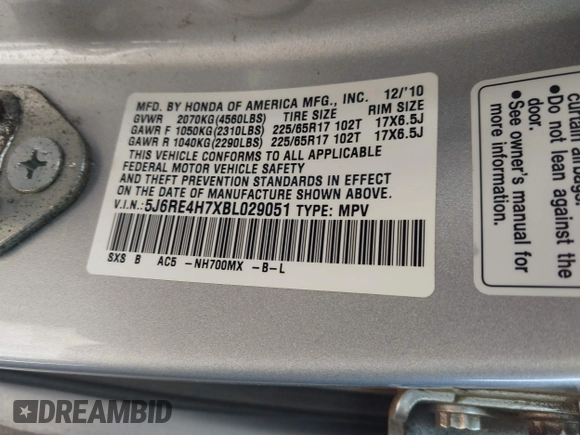 MFD. BY HONDA OF AMERICA MFG., INC. 12/'10
GVWR 2070KG(4560LBS) TIRE SIZE RIM SIZE
GAWR F 1050KG(2310LBS) 225/65R17 102T 17X6.5J
GAWR R 1040KG(2290LBS) 225/65R17 102T 17X6.5J
THIS VEHICLE CONFORMS TO ALL APPLICABLE
FEDERAL MOTOR VEHICLE SAFETY
AND THEFT PREVENTION STANDARDS IN EFFECT
ON THE DATE OF MANUFACTURE SHOWN ABOVE.
V.I.N.:5J6RE4H7XBL029051 TYPE: MPV
SXS B AC5 -NH700MX -B-L
curtain airbag.
•Do not lean against the
door.
•See owner's manual for
more information.
DREAMBID